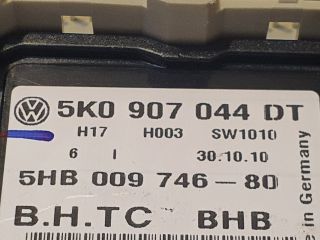 5K0 907 044 DT
H17 H003 SW1010
6 I 30.10.10
5HB 009 746-80
B.H.TC BHB
in Germany